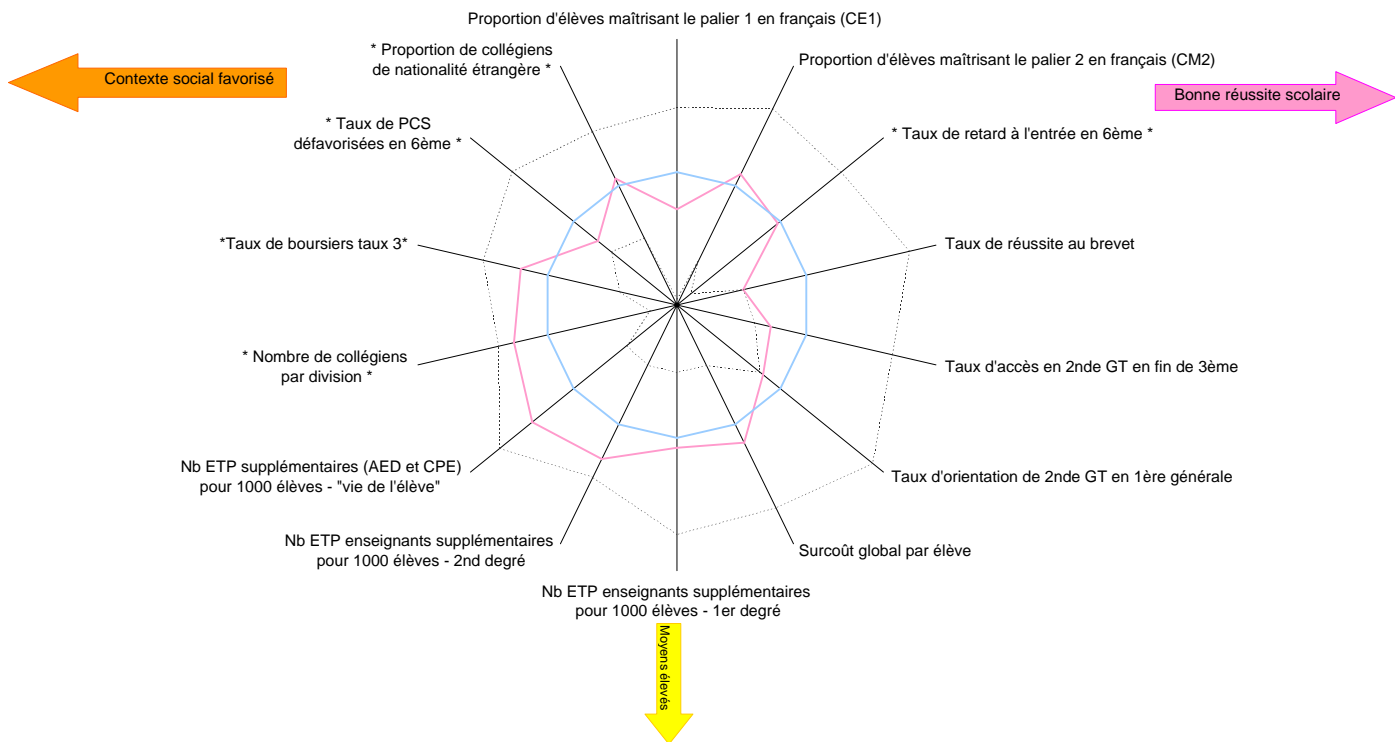 Proportion d'élèves maîtrisant le palier 1 en français (CE1)
* Proportion de collégiens
de nationalité étrangère *
Proportion d'élèves maîtrisant le palier 2 en français (CM2)
Contexte social favorisé
Bonne réussite scolaire
* Taux de PCS
défavorisées en 6ème *
* Taux de retard à l'entrée en 6ème *
*Taux de boursiers taux 3*
Taux de réussite au brevet
* Nombre de collégiens
par division *
Taux d'accès en 2nde GT en fin de 3ème
Nb ETP supplémentaires (AED et CPE)
pour 1000 élèves - "vie de l'élève"
Taux d'orientation de 2nde GT en 1ère générale
Nb ETP enseignants supplémentaires
pour 1000 élèves - 2nd degré
Surcoût global par élève
Nb ETP enseignants supplémentaires
pour 1000 élèves - 1er degré
Moyens élevés